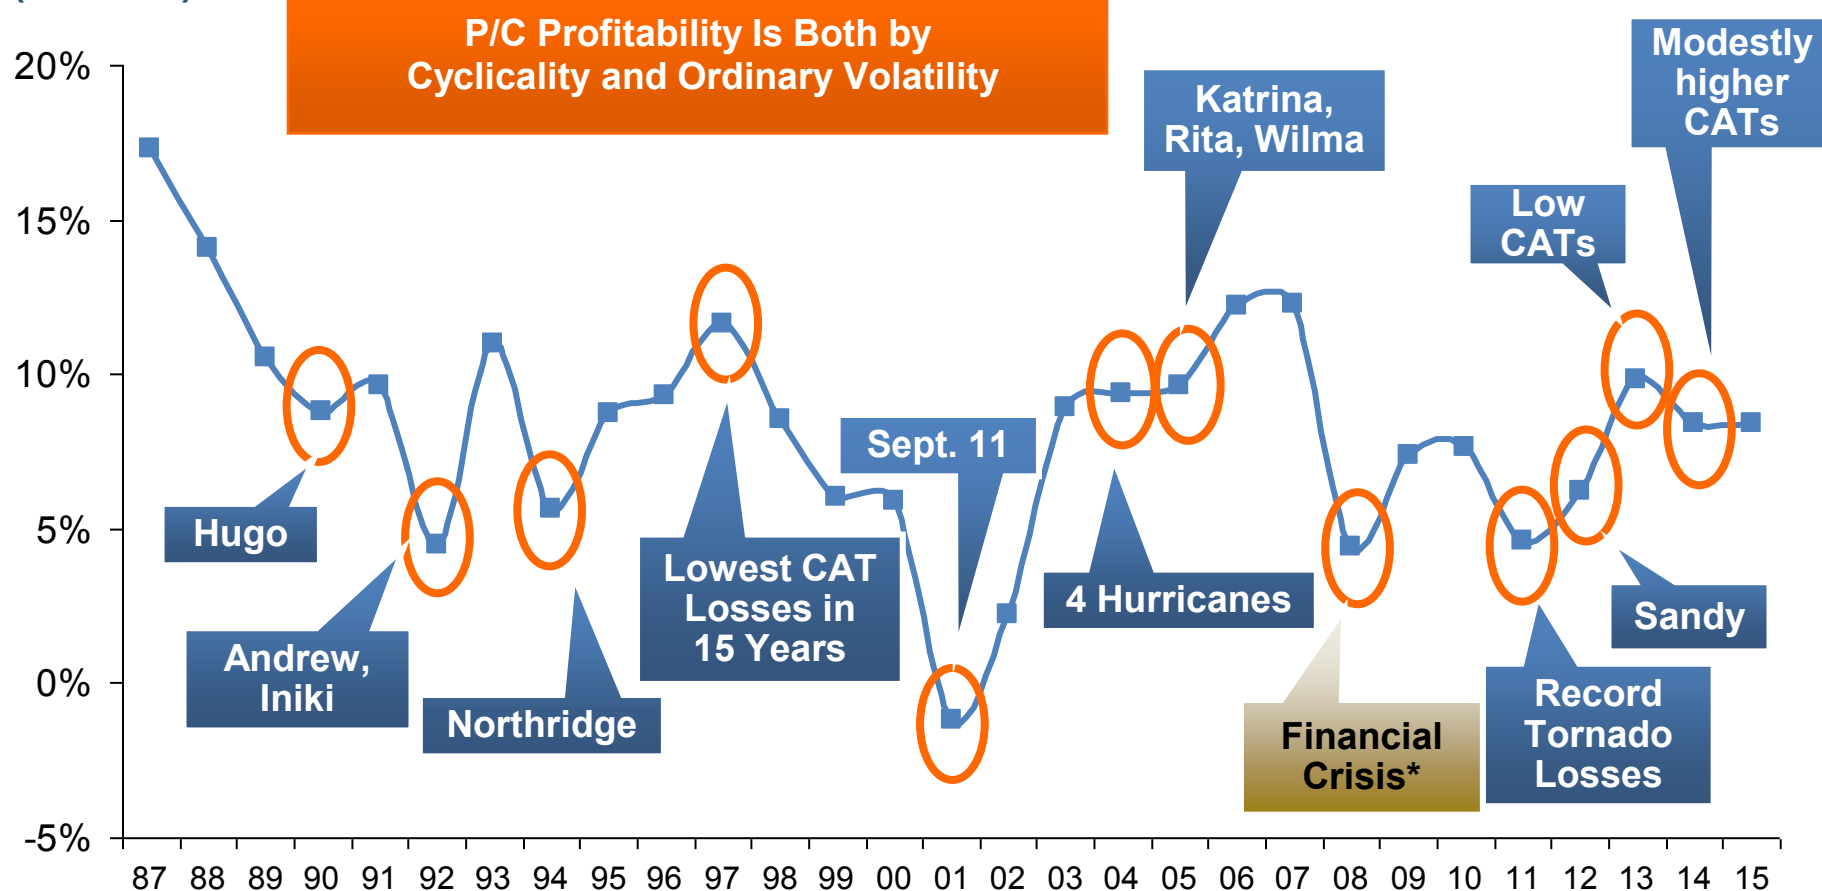 P/C Profitability Is Both by
Cyclicality and Ordinary Volatility
Modestly
higher
CATs
Katrina,
Rita, Wilma
Low
CATs
Sept. 11
Hugo
Lowest CAT
Losses in
15 Years
4 Hurricanes
Sandy
Andrew,
Iniki
Northridge
Financial
Crisis*
Record
Tornado
Losses
20%
15%
10%
5%
0%
-5%
87 88 89 90 91 92 93 94 95 96 97 98 99 00 01 02 03 04 05 06 07 08 09 10 11 12 13 14 15